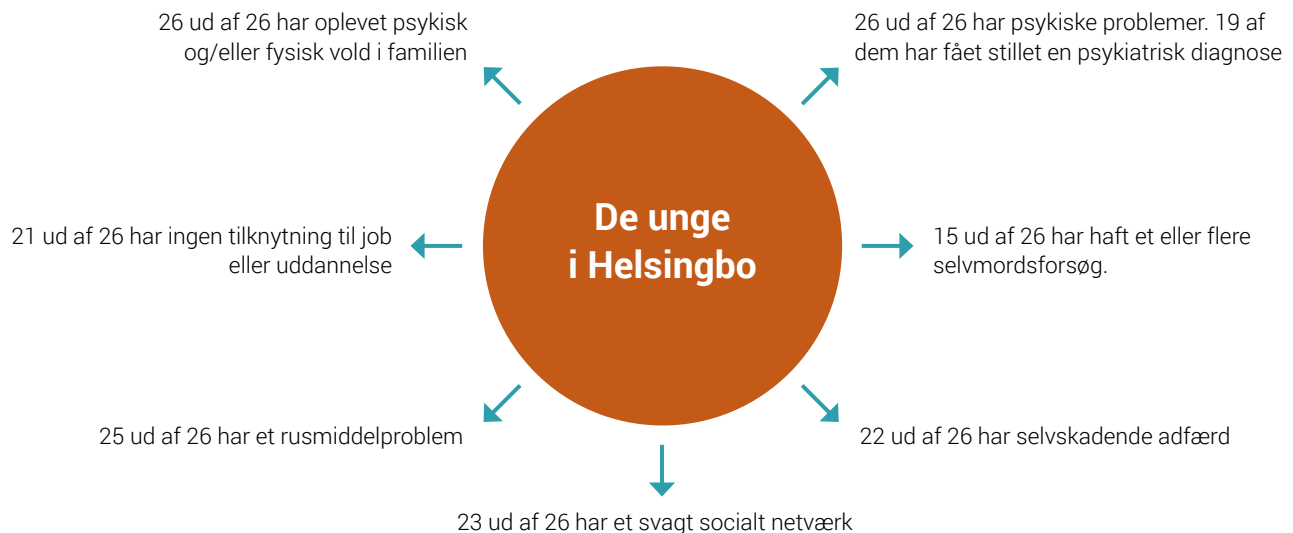 26 ud af 26 har oplevet psykisk
og/eller fysisk vold i familien
26 ud af 26 har psykiske problemer. 19 af
dem har fået stillet en psykiatrisk diagnose
De unge
i Helsingbo
21 ud af 26 har ingen tilknytning til job
eller uddannelse
15 ud af 26 har haft et eller flere
selvmordsforsøg.
25 ud af 26 har et rusmiddelproblem
22 ud af 26 har selvskadende adfærd
23 ud af 26 har et svagt socialt netværk